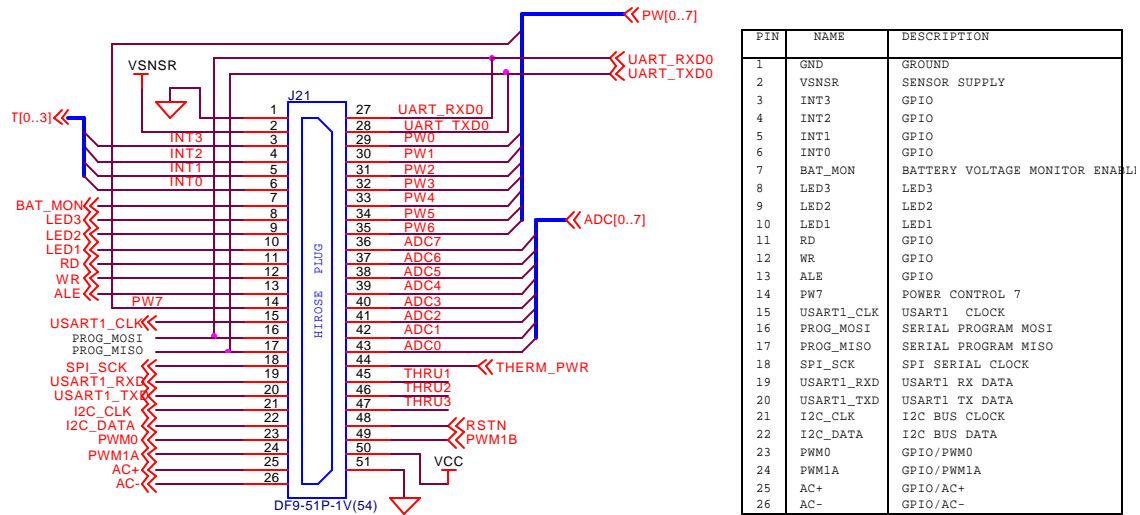 PW[0..7]
UART_RXD0
UART_TXD0
VSNSR
J21
T[0..3]
1 27 UART_RXD0
2 28 UART_TXD0
INT3 3 29 PW0
INT2 4 30 PW1
INT1 5 31 PW2
INT0 6 32 PW3
BAT_MON 7 33 PW4
LED3 8 34 PW5
LED2 9 35 PW6
LED1 10 36 ADC7
RD 11 37 ADC6
WR 12 38 ADC5
ALE 13 39 ADC4
PW7 14 40 ADC3
USART1_CLK 15 41 ADC2
PROG_MOSI 16 42 ADC1
PROG_MISO 17 43 ADC0
SPI_SCK 18 44 THERM_PWR
USART1_RXD 19 45 THRU1
USART1_TXD 20 46 THRU2
I2C_CLK 21 47 THRU3
I2C_DATA 22 48 RSTN
PWM0 23 49 PWM1B
PWM1A 24 50 VCC
AC+ 25 51
AC- 26
ADC[0..7]
HIROSE PLUG
DF9-51P-1V(54)
PIN NAME DESCRIPTION
1 GND GROUND
2 VSNSR SENSOR SUPPLY
3 INT3 GPIO
4 INT2 GPIO
5 INT1 GPIO
6 INT0 GPIO
7 BAT_MON BATTERY VOLTAGE MONITOR ENABLE
8 LED3 LED3
9 LED2 LED2
10 LED1 LED1
11 RD GPIO
12 WR GPIO
13 ALE GPIO
14 PW7 POWER CONTROL 7
15 USART1_CLK USART1 CLOCK
16 PROG_MOSI SERIAL PROGRAM MOSI
17 PROG_MISO SERIAL PROGRAM MISO
18 SPI_SCK SPI SERIAL CLOCK
19 USART1_RXD USART1 RX DATA
20 USART1_TXD USART1 TX DATA
21 I2C_CLK I2C BUS CLOCK
22 I2C_DATA I2C BUS DATA
23 PWM0 GPIO/PWM0
24 PWM1A GPIO/PWM1A
25 AC+ GPIO/AC+
26 AC- GPIO/AC-